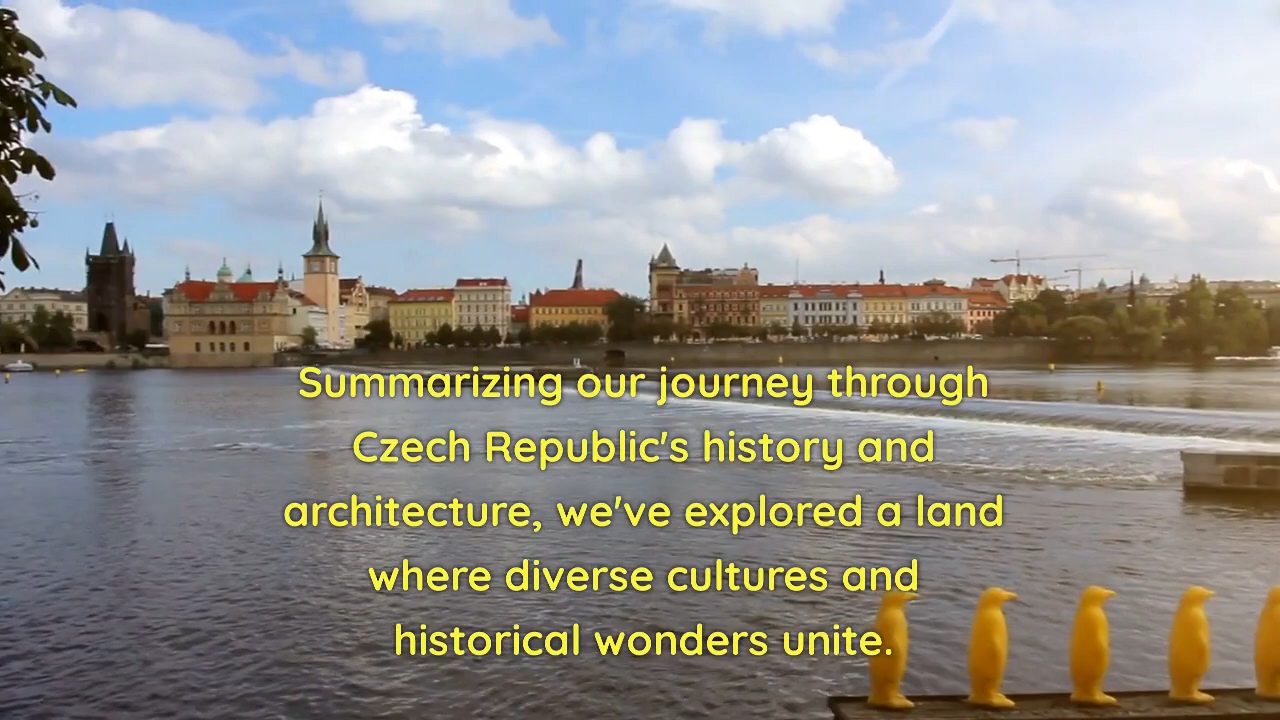 Summarizing our journey through
Czech Republic's history and
architecture, we've explored a land
where diverse cultures and
historical wonders unite.